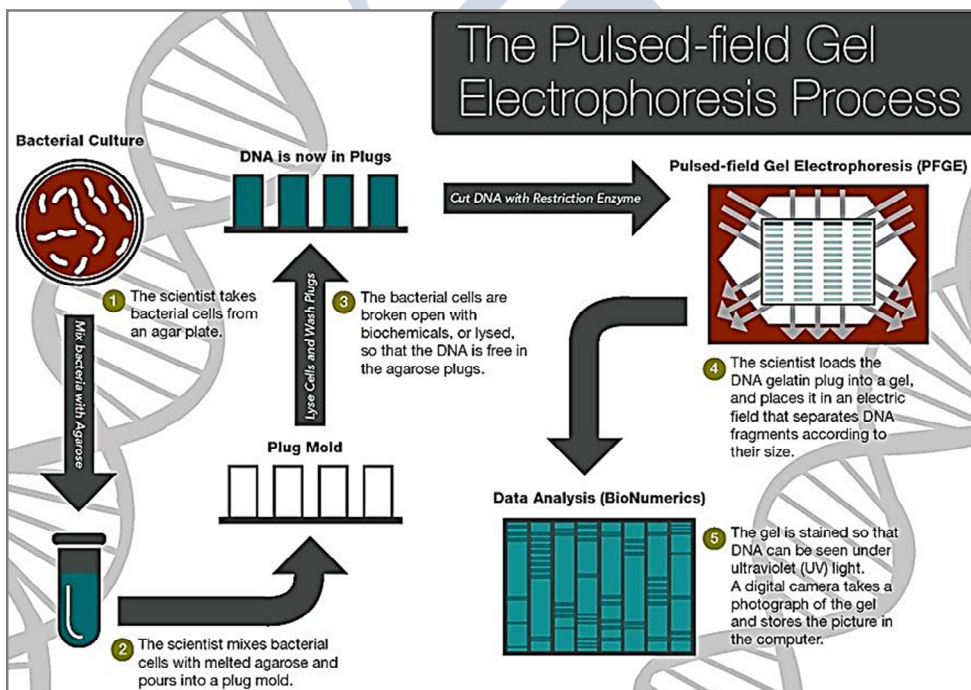 The Pulsed-field Gel
Electrophoresis Process
Bacterial Culture
1
The scientist takes
bacterial cells from
an agar plate.
Mix bacteria with Agarose
2
The scientist mixes bacterial
cells with melted agarose and
pours into a plug mold.
Plug Mold
Lyse Cells and Wash Plugs
3
The bacterial cells are
broken open with
biochemicals, or lysed,
so that the DNA is free in
the agarose plugs.
DNA is now in Plugs
Cut DNA with Restriction Enzyme
Pulsed-field Gel Electrophoresis (PFGE)
4
The scientist loads the
DNA gelatin plug into a gel,
and places it in an electric
field that separates DNA
fragments according to
their size.
Data Analysis (BioNumerics)
5
The gel is stained so that
DNA can be seen under
ultraviolet (UV) light.
A digital camera takes a
photograph of the gel
and stores the picture in
the computer.